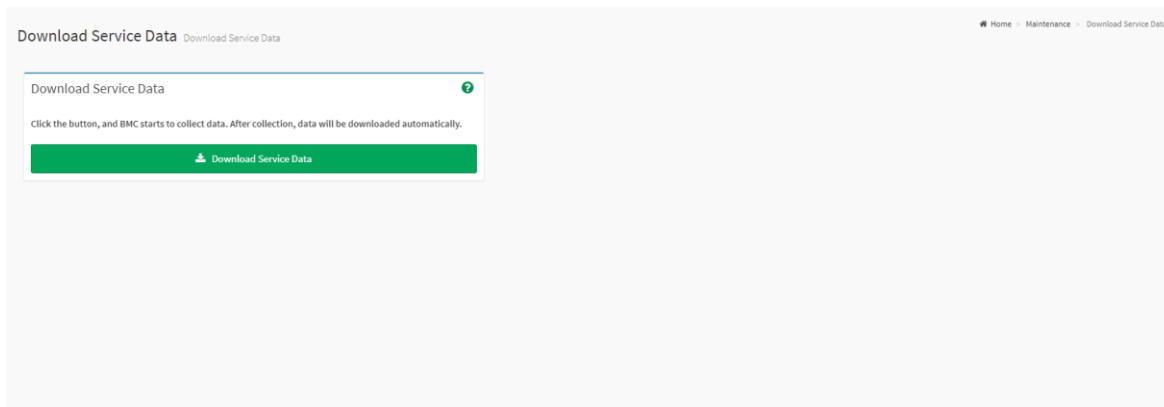 Download Service Data Download Service Data
Home > Maintenance > Download Service Data
Download Service Data
Click the button, and BMC starts to collect data. After collection, data will be downloaded automatically.
Download Service Data